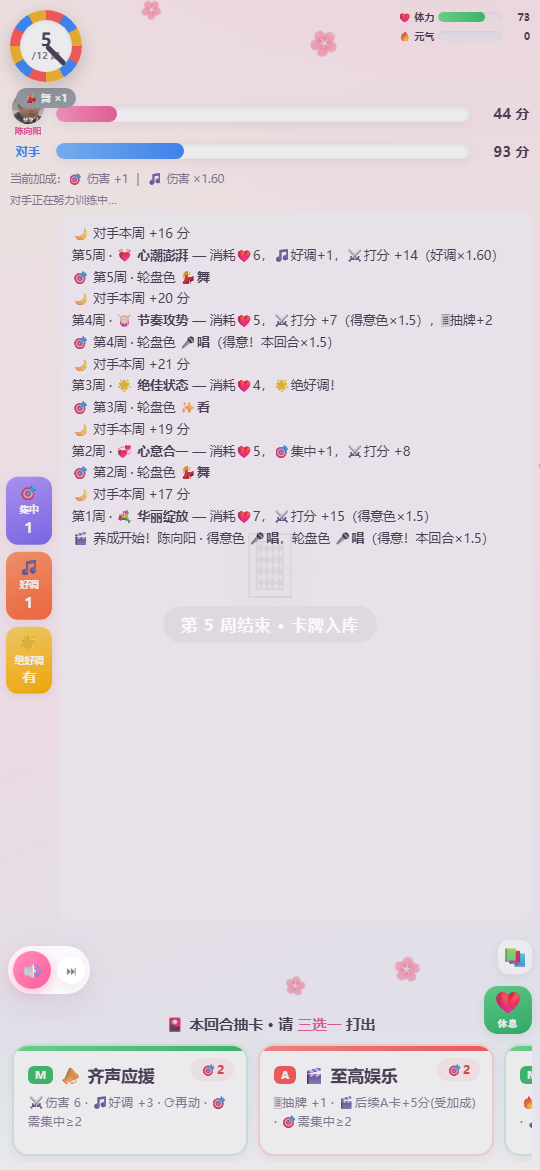 5
/12 周
体力 73
元气 0
舞 ×1
陈向阳
44 分
对手
93 分
当前加成: 伤害 +1 | 伤害 ×1.60
对手正在努力训练中...
对手本周 +16 分
第5周 · 心潮澎湃 — 消耗6, 好调+1, 打分 +14（好调×1.60）
第5周 · 轮盘色 舞
对手本周 +20 分
第4周 · 节奏攻势 — 消耗5, 打分 +7（得意色×1.5）, 抽牌+2
第4周 · 轮盘色 唱（得意！本回合×1.5）
对手本周 +21 分
第3周 · 绝佳状态 — 消耗4, 绝好调！
第3周 · 轮盘色 看
对手本周 +19 分
第2周 · 心意合一 — 消耗5, 集中+1, 打分 +8
第2周 · 轮盘色 舞
对手本周 +17 分
第1周 · 华丽绽放 — 消耗7, 打分 +15（得意色×1.5）
养成开始！陈向阳 · 得意色 唱, 轮盘色 唱（得意！本回合×1.5）
集中
1
好调
1
绝好调
有
第 5 周结束 · 卡牌入库
休息
本回合抽卡 • 请 三选一 打出
M 齐声应援 2
伤害 6 · 好调 +3 · 再动 · 
需集中≥2
A 至高娱乐 2
抽牌 +1 · 后续A卡+5分(受加成)
· 需集中≥2